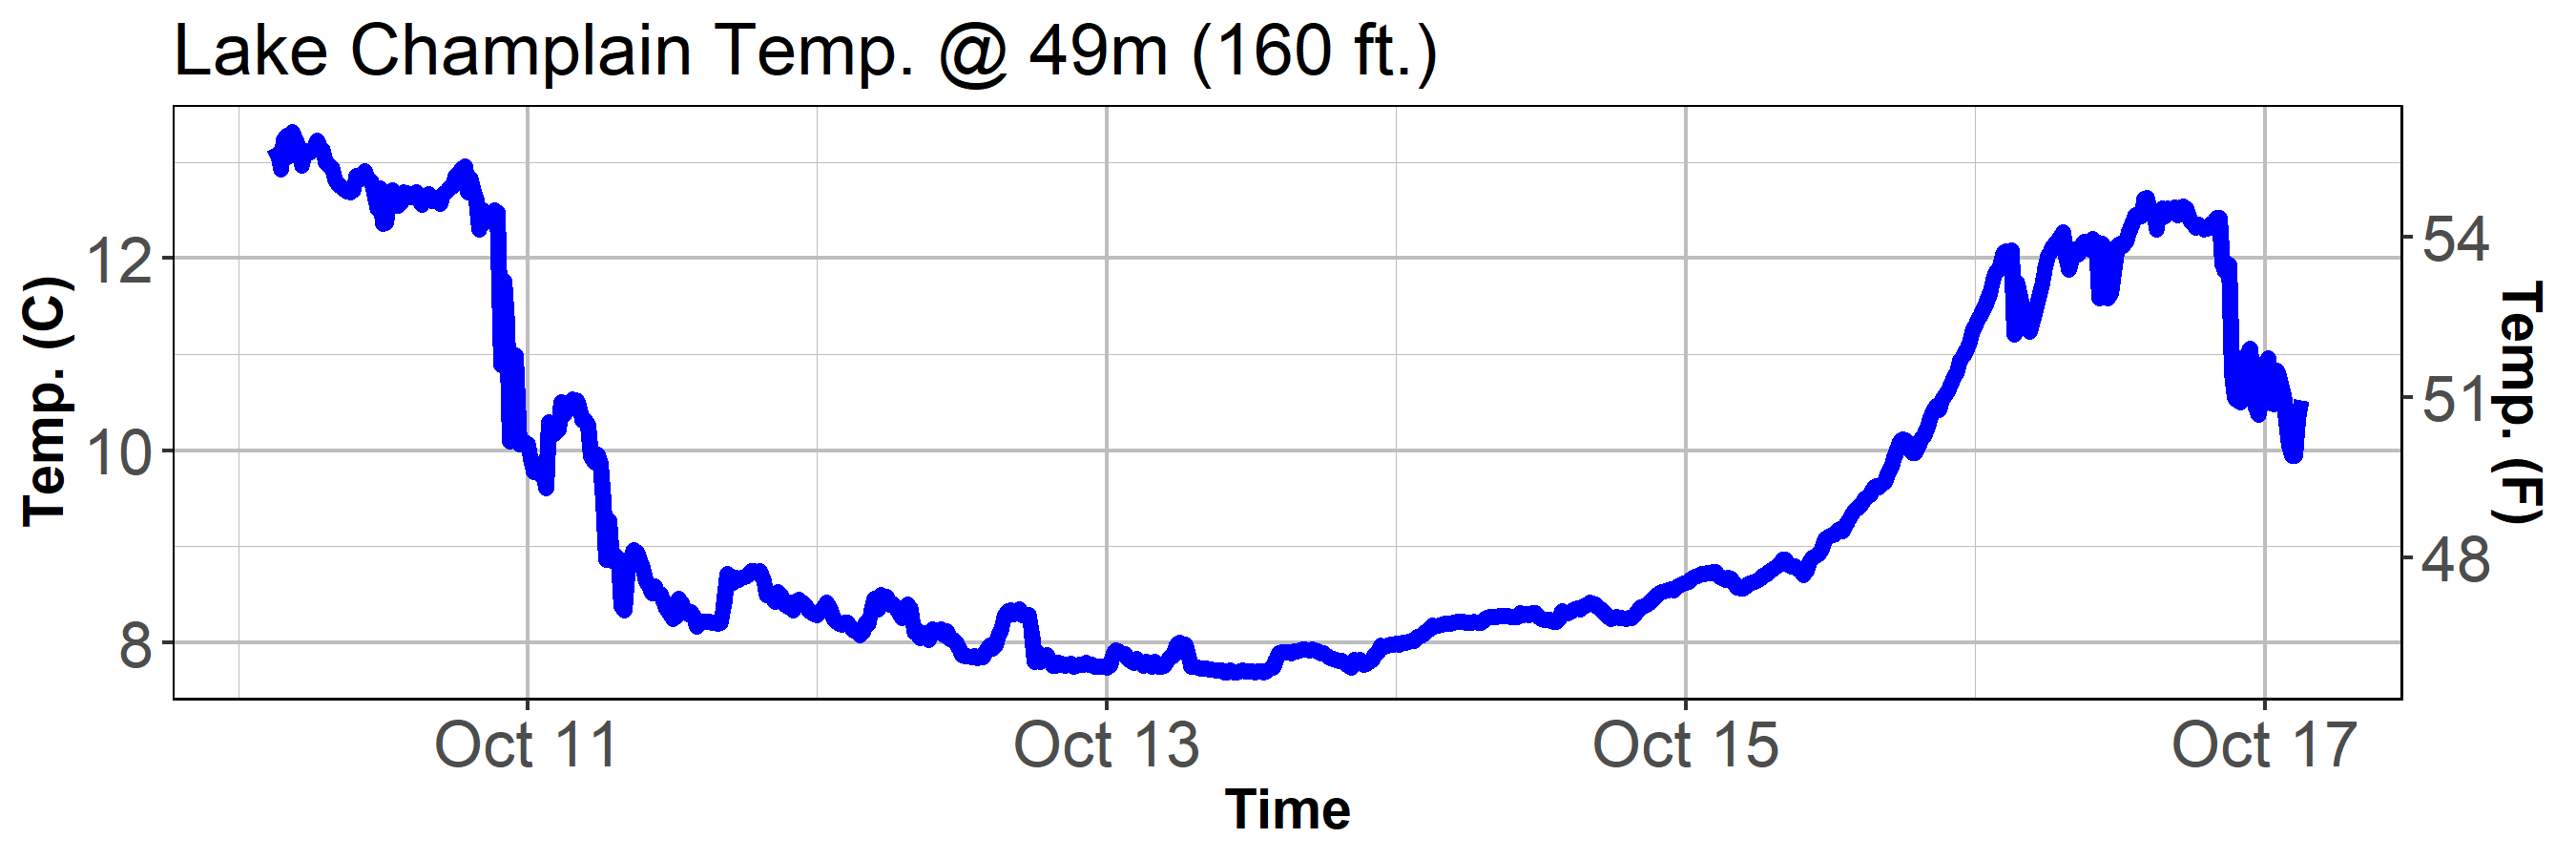 Lake Champlain Temp. @ 49m (160 ft.)
Temp. (C)
12
10
8
54
51
48
Temp. (F)
Oct 11 Oct 13 Oct 15 Oct 17
Time